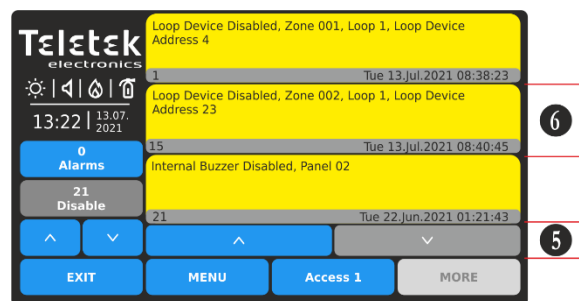 Teletek
electronics
13:22 13.07.
2021
0
Alarms
21
Disable
EXIT
Loop Device Disabled, Zone 001, Loop 1, Loop Device
Address 4
1 Tue 13.Jul.2021 08:38:23
Loop Device Disabled, Zone 002, Loop 1, Loop Device
Address 23
15 Tue 13.Jul.2021 08:40:45
Internal Buzzer Disabled, Panel 02
21 Tue 22.Jun.2021 01:21:43
MENU
Access 1
MORE
6
5